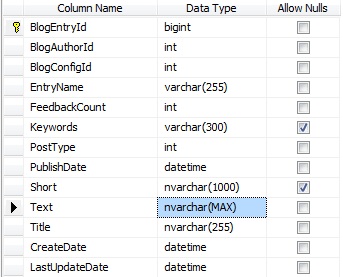 Column Name Data Type Allow Nulls
BlogEntryId bigint
BlogAuthorId int
BlogConfigId int
EntryName varchar(255)
FeedbackCount int
Keywords varchar(300)
PostType int
PublishDate datetime
Short nvarchar(1000)
Text nvarchar(MAX)
Title nvarchar(255)
CreateDate datetime
LastUpdateDate datetime